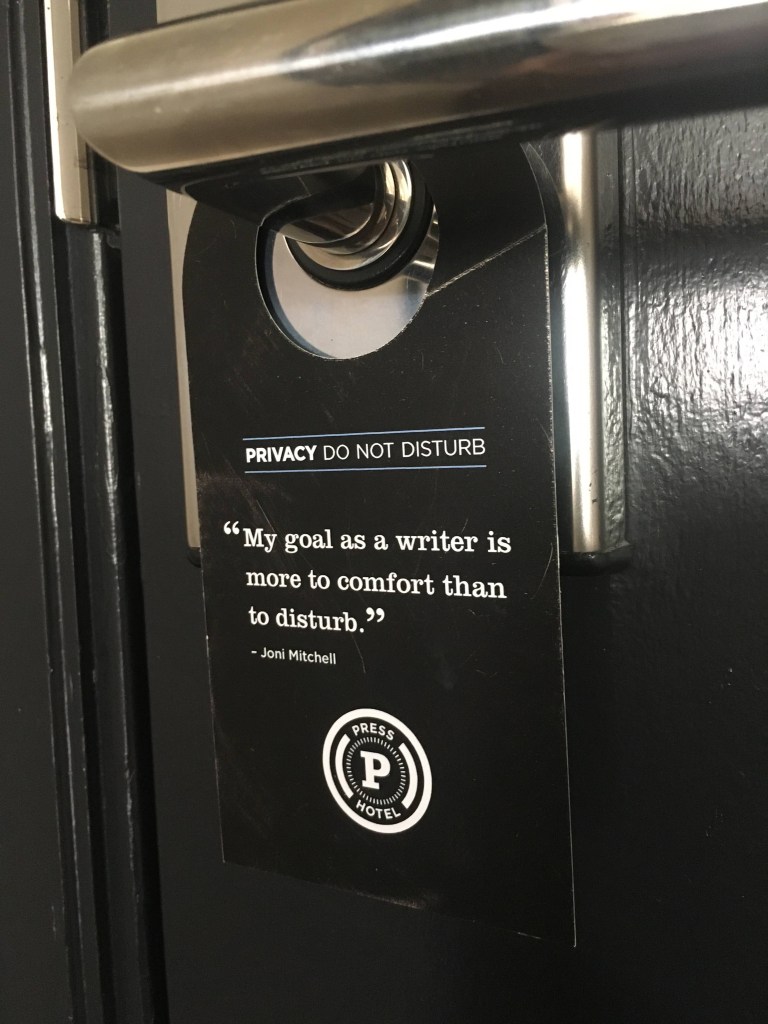 PRIVACY DO NOT DISTURB
“My goal as a writer is
more to comfort than
to disturb.”
– Joni Mitchell
PRESS
P
HOTEL